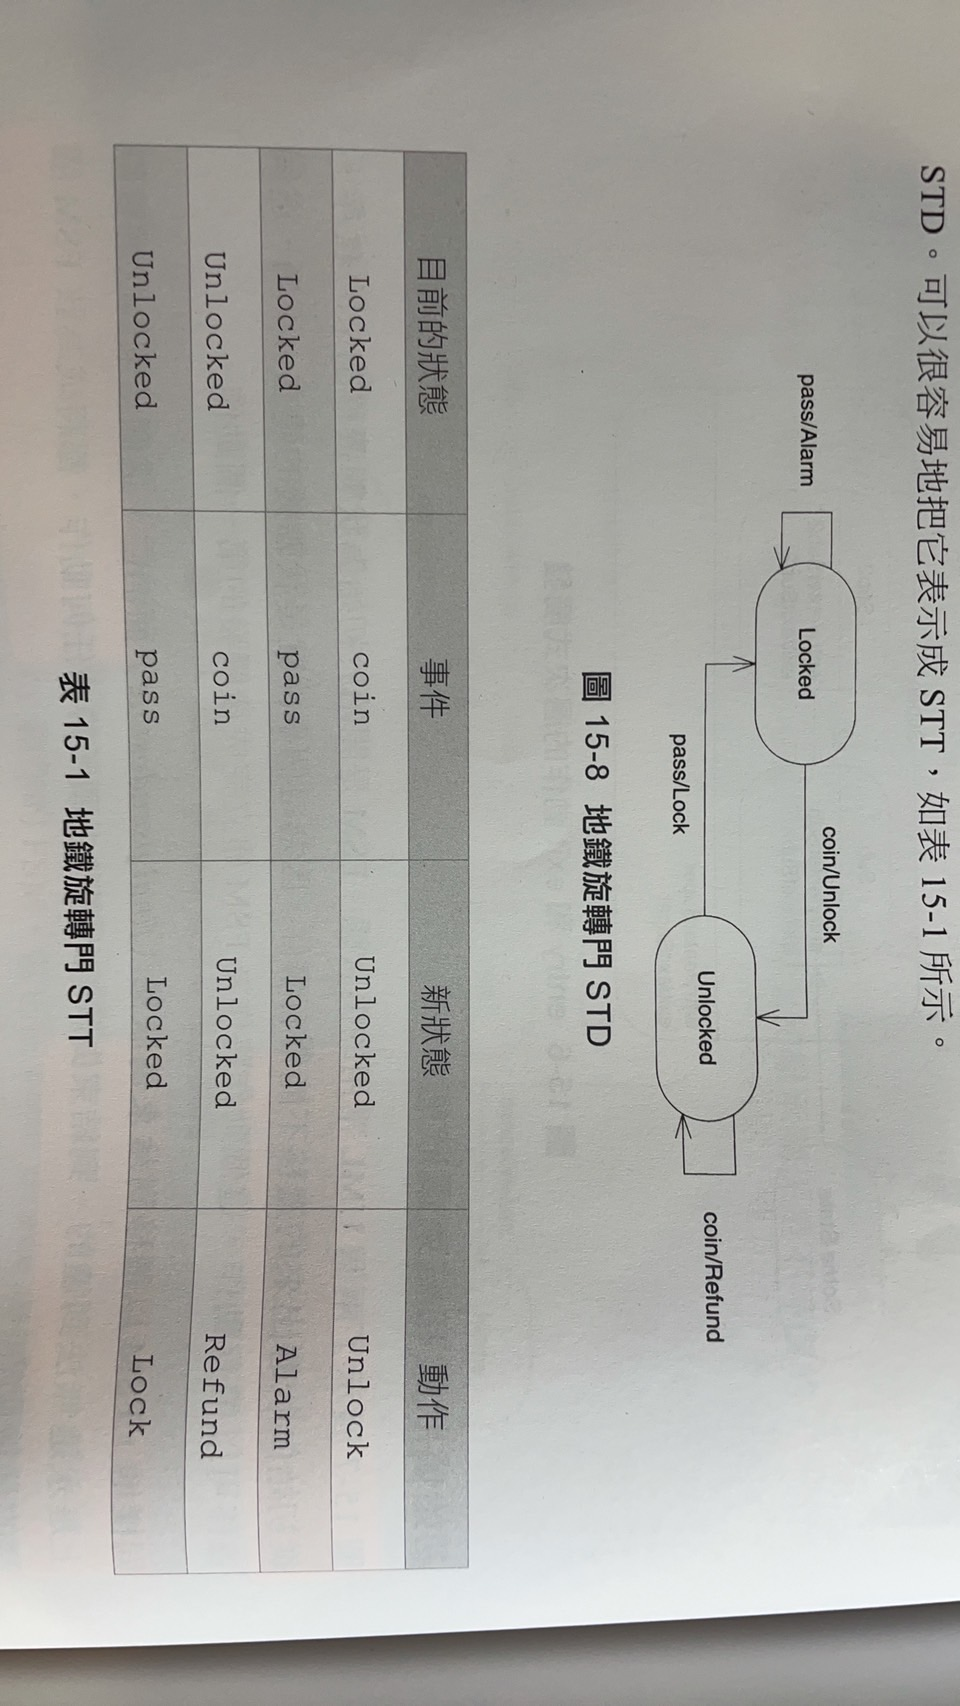 STD。可以很容易地把它表示成 STT，如表 15-1 所示。
pass/Alarm
Locked
coin/Unlock
pass/Lock
Unlocked
coin/Refund
圖 15-8 地鐵旋轉門 STD
目前的狀態 事件 新狀態 動作
Locked coin Unlocked Unlock
Locked pass Locked Alarm
Unlocked coin Unlocked Refund
Unlocked pass Locked Lock
表 15-1 地鐵旋轉門 STT